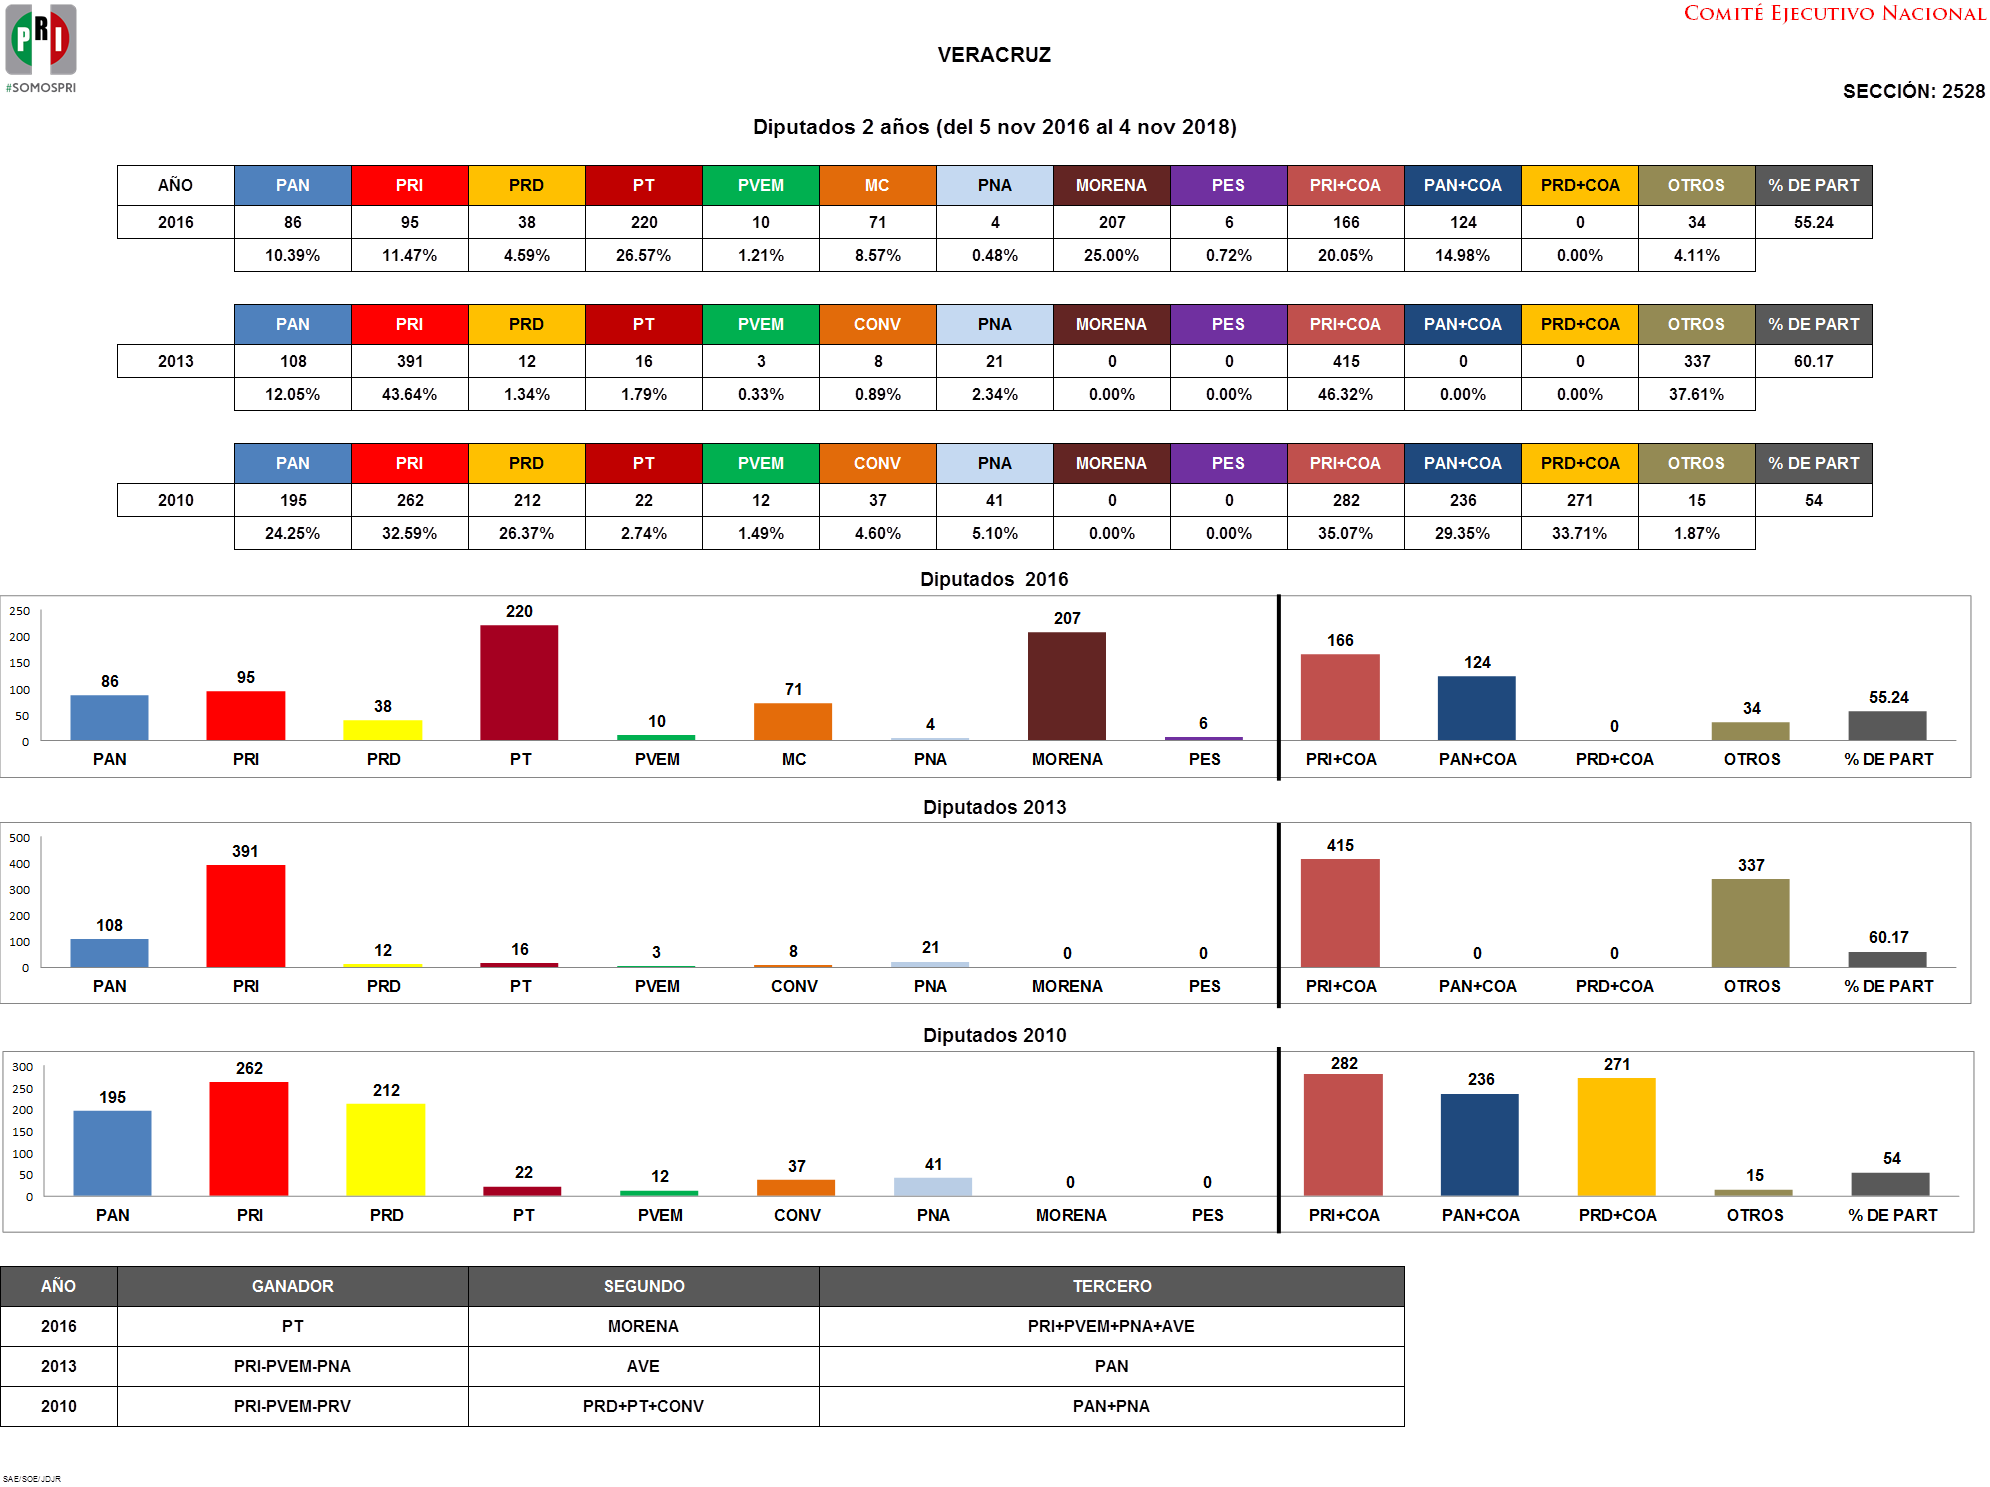 PRI
#SOMOSPRI
COMITÉ EJECUTIVO NACIONAL
VERACRUZ
SECCIÓN: 2528
Diputados 2 años (del 5 nov 2016 al 4 nov 2018)
AÑO PAN PRI PRD PT PVEM MC PNA MORENA PES PRI+COA PAN+COA PRD+COA OTROS % DE PART
2016 86 95 38 220 10 71 4 207 6 166 124 0 34 55.24
10.39% 11.47% 4.59% 26.57% 1.21% 8.57% 0.48% 25.00% 0.72% 20.05% 14.98% 0.00% 4.11%
PAN PRI PRD PT PVEM CONV PNA MORENA PES PRI+COA PAN+COA PRD+COA OTROS % DE PART
2013 108 391 12 16 3 8 21 0 0 415 0 0 337 60.17
12.05% 43.64% 1.34% 1.79% 0.33% 0.89% 2.34% 0.00% 0.00% 46.32% 0.00% 0.00% 37.61%
PAN PRI PRD PT PVEM CONV PNA MORENA PES PRI+COA PAN+COA PRD+COA OTROS % DE PART
2010 195 262 212 22 12 37 41 0 0 282 236 271 15 54
24.25% 32.59% 26.37% 2.74% 1.49% 4.60% 5.10% 0.00% 0.00% 35.07% 29.35% 33.71% 1.87%
Diputados 2016
250
200
150
100
50
0
220 207 166 124 86 95 38 10 71 4 6 0 34 55.24
PAN PRI PRD PT PVEM MC PNA MORENA PES PRI+COA PAN+COA PRD+COA OTROS % DE PART
Diputados 2013
500
400
300
200
100
0
108 391 12 16 3 8 21 0 0 415 0 0 337 60.17
PAN PRI PRD PT PVEM CONV PNA MORENA PES PRI+COA PAN+COA PRD+COA OTROS % DE PART
Diputados 2010
300
250
200
150
100
50
0
195 262 212 22 12 37 41 0 0 282 236 271 15 54
PAN PRI PRD PT PVEM CONV PNA MORENA PES PRI+COA PAN+COA PRD+COA OTROS % DE PART
AÑO GANADOR SEGUNDO TERCERO
2016 PT MORENA PRI+PVEM+PNA+AVE
2013 PRI-PVEM-PNA AVE PAN
2010 PRI-PVEM-PRV PRD+PT+CONV PAN+PNA
SAE/SOE/JDJR